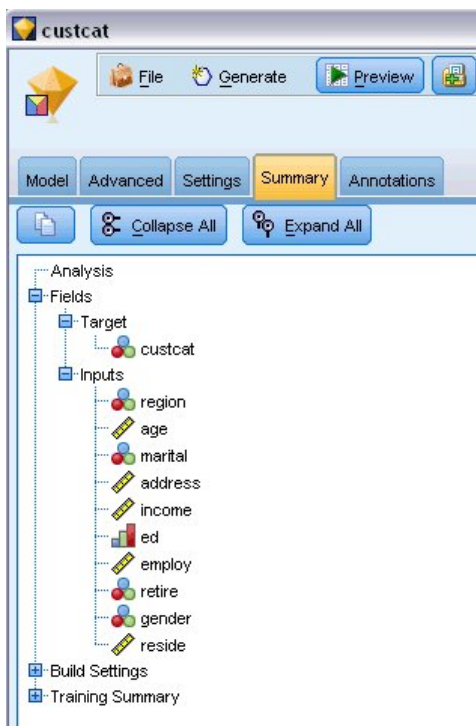 custcat
File Generate Preview
Model Advanced Settings Summary Annotations
Collapse All Expand All
Analysis
Fields
Target
custcat
Inputs
region
age
marital
address
income
ed
employ
retire
gender
reside
Build Settings
Training Summary